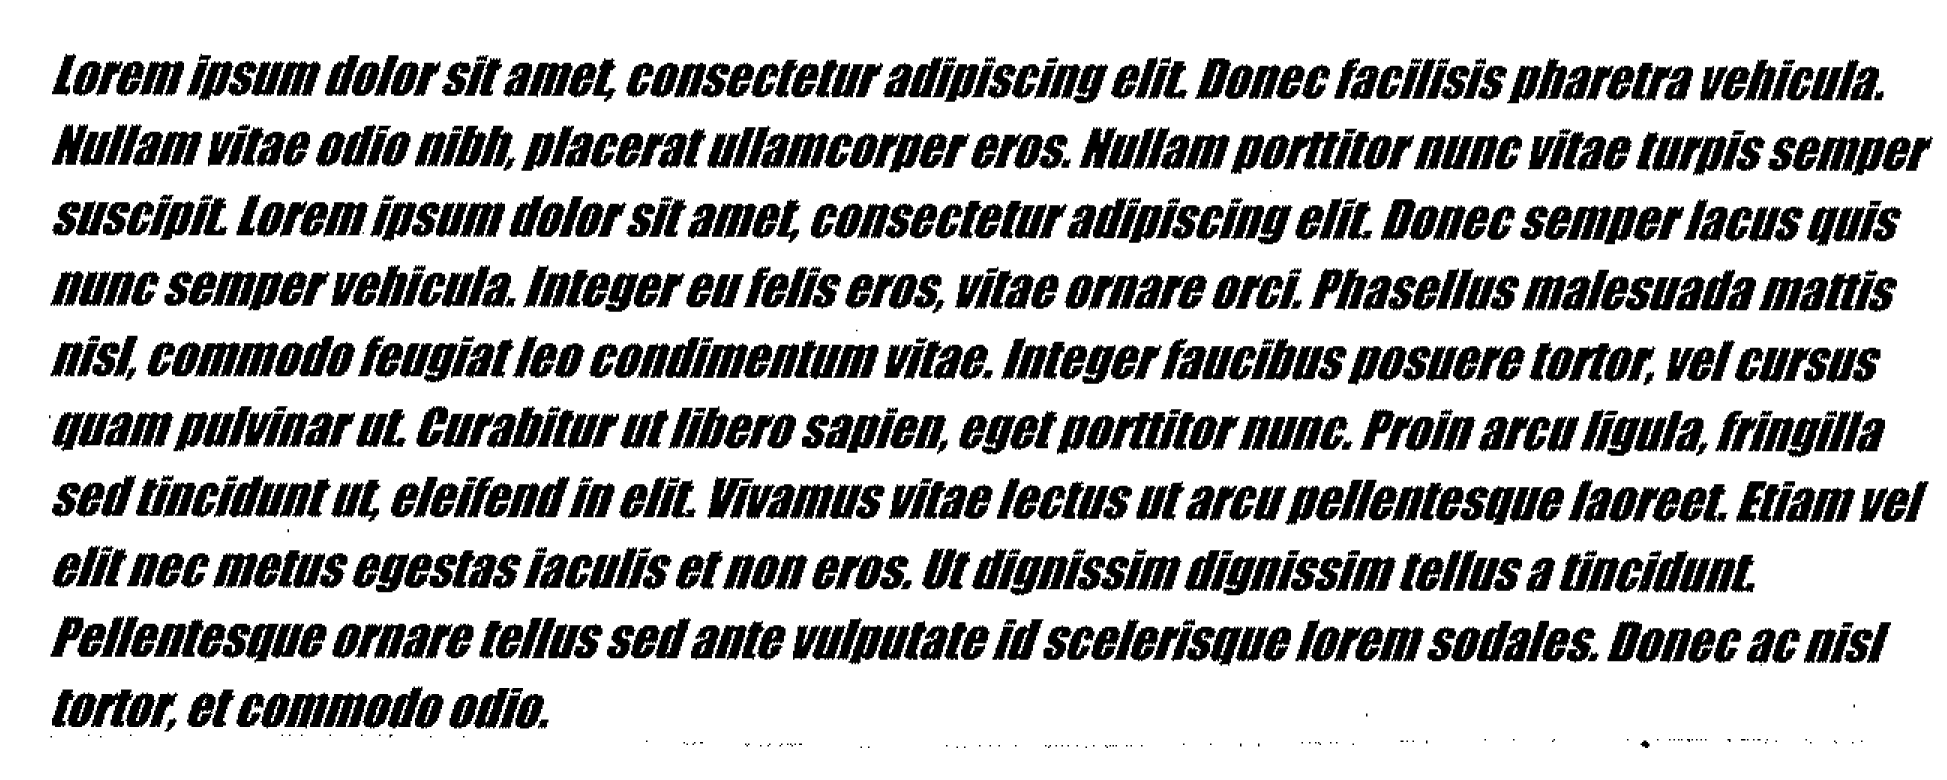 Lorem ipsum dolor sit amet, consectetur adipiscing elit. Donec facilisis pharetra vehicula.
Nullam vitae odio nibh, placerat ullamcorper eros. Nullam porttitor nunc vitae turpis semper
suscipit. Lorem ipsum dolor sit amet, consectetur adipiscing elit. Donec semper lacus quis
nunc semper vehicula. Integer eu felis eros, vitae ornare orci. Phasellus malesuada mattis
nisl, commodo feugiat leo condimentum vitae. Integer faucibus posuere tortor, vel cursus
quam pulvinar ut. Curabitur ut libero sapien, eget porttitor nunc. Proin arcu ligula, fringilla
sed tincidunt ut, eleifend in elit. Vivamus vitae lectus ut arcu pellentesque laoreet. Etiam vel
elit nec metus egestas iaculis et non eros. Ut dignissim dignissim tellus a tincidunt.
Pellentesque ornare tellus sed ante vulputate id scelerisque lorem sodales. Donec ac nisl
tortor, et commodo odio.